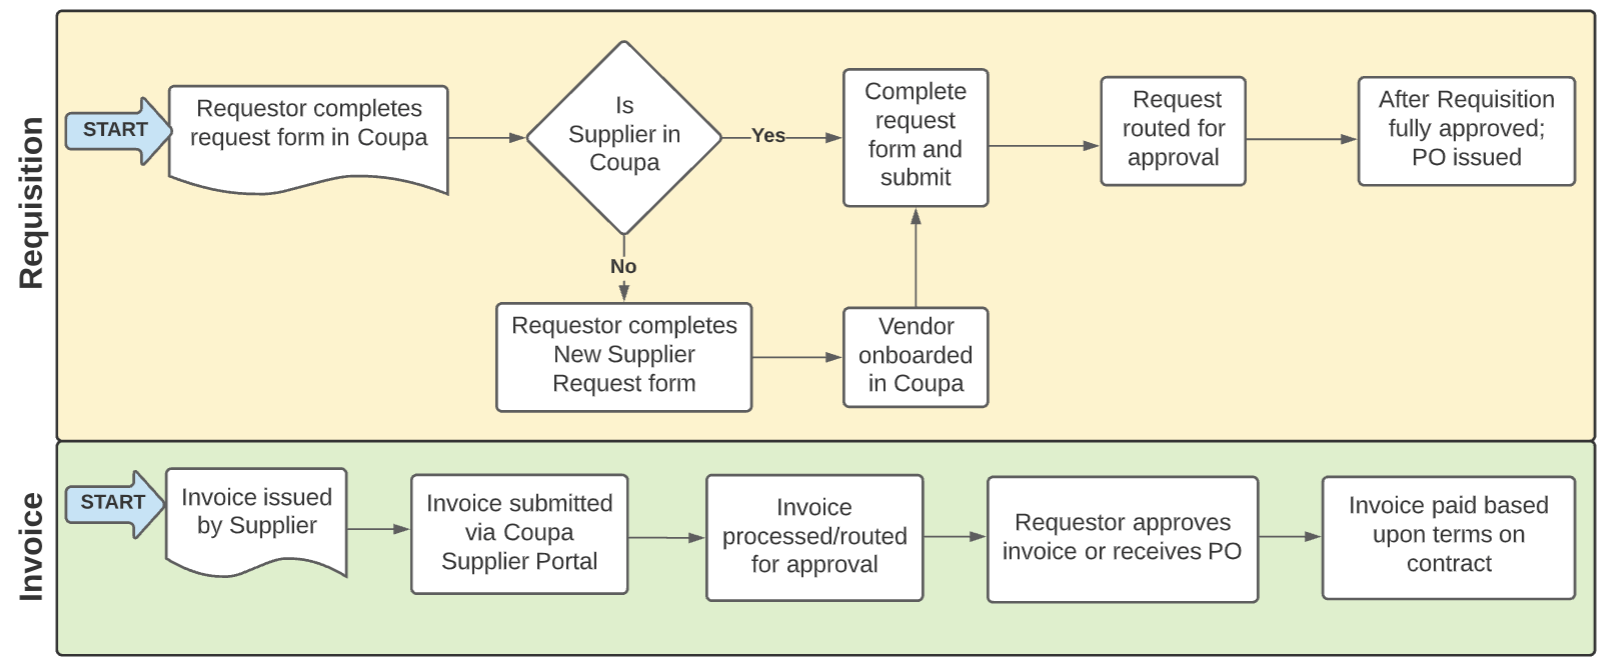 Requisition
START
Requestor completes
request form in Coupa
Is
Supplier in
Coupa
Yes
Complete
request
form and
submit
Request
routed for
approval
After Requisition
fully approved;
PO issued
No
Requestor completes
New Supplier
Request form
Vendor
onboarded
in Coupa
Invoice
START
Invoice issued
by Supplier
Invoice submitted
via Coupa
Supplier Portal
Invoice
processed/routed
for approval
Requestor approves
invoice or receives PO
Invoice paid based
upon terms on
contract